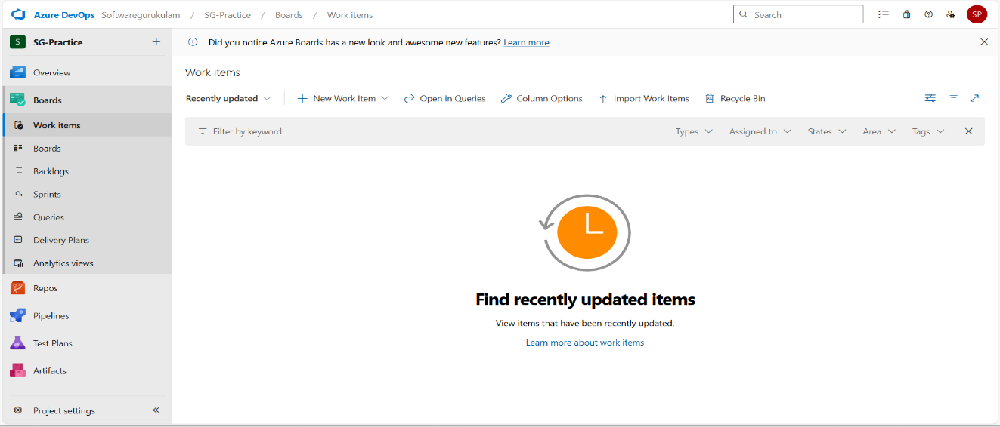 Azure DevOps Softwaregurukulam / SG-Practice / Boards / Work items Search SP
S SG-Practice +
Did you notice Azure Boards has a new look and awesome new features? Learn more.
Overview
Boards
Work items
Boards
Backlogs
Sprints
Queries
Delivery Plans
Analytics views
Repos
Pipelines
Test Plans
Artifacts
Project settings
Work items
Recently updated New Work Item Open in Queries Column Options Import Work Items Recycle Bin
Filter by keyword Types Assigned to States Area Tags
Find recently updated items
View items that have been recently updated.
Learn more about work items